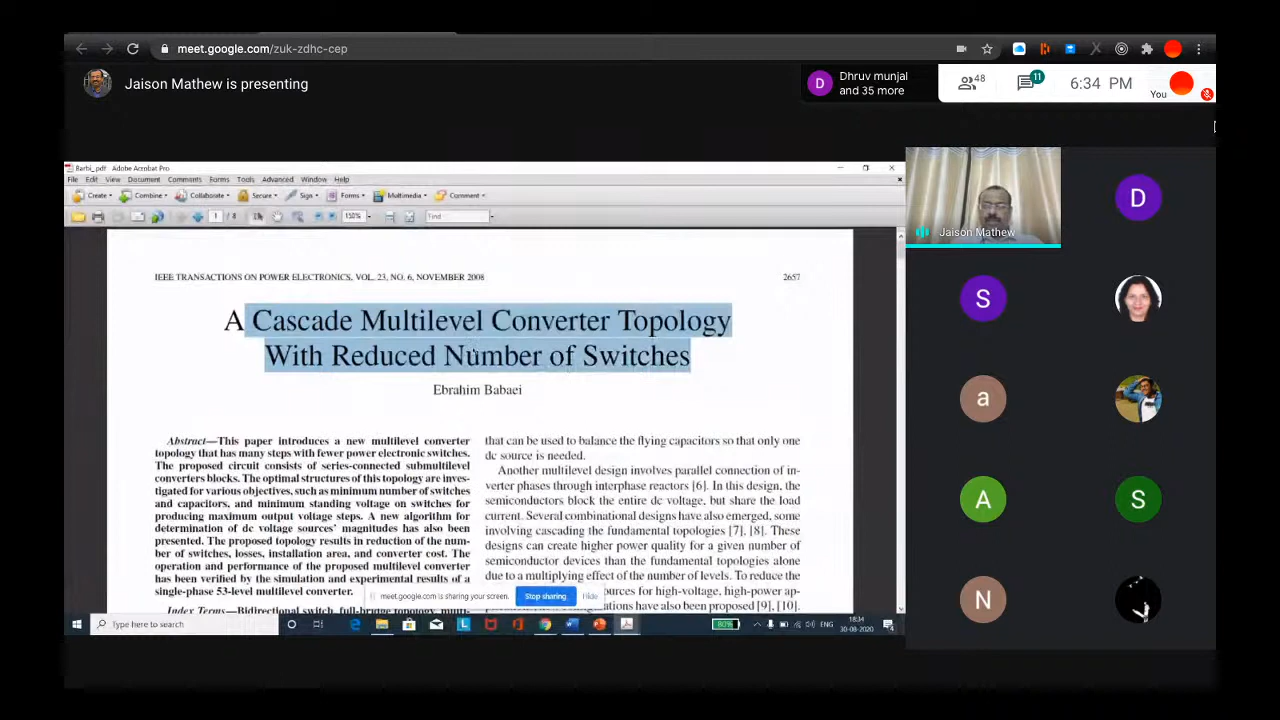 meet.google.com/zuk-zdhc-cep
Jaison Mathew is presenting
D
Dhruv munjal
and 35 more
48
11
6:34 PM
You
Barbi_.pdf - Adobe Acrobat Pro
File Edit View Document Comments Forms Tools Advanced Window Help
Create Combine Collaborate Secure Sign Forms Multimedia Comment
1 / 8 150% Find
IEEE TRANSACTIONS ON POWER ELECTRONICS, VOL. 23, NO. 6, NOVEMBER 2008
2657
A Cascade Multilevel Converter Topology
With Reduced Number of Switches
Ebrahim Babaei
Abstract—This paper introduces a new multilevel converter
topology that has many steps with fewer power electronic switches.
The proposed circuit consists of series-connected submultilevel
converters blocks. The optimal structures of this topology are inves-
tigated for various objectives, such as minimum number of switches
and capacitors, and minimum standing voltage on switches for
producing maximum output voltage steps. A new algorithm for
determination of dc voltage sources' magnitudes has also been
presented. The proposed topology results in reduction of the num-
ber of switches, losses, installation area, and converter cost. The
operation and performance of the proposed multilevel converter
has been verified by the simulation and experimental results of a
single-phase 53-level multilevel converter.
Index Terms—Bidirectional switch, full-bridge topology, multi-
that can be used to balance the flying capacitors so that only one
dc source is needed.
Another multilevel design involves parallel connection of in-
verter phases through interphase reactors [6]. In this design, the
semiconductors block the entire dc voltage, but share the load
current. Several combinational designs have also emerged, some
involving cascading the fundamental topologies [7], [8]. These
designs can create higher power quality for a given number of
semiconductor devices than the fundamental topologies alone
due to a multiplying effect of the number of levels. To reduce the
ources for high-voltage, high-power ap-
ations have also been proposed [9], [10].
meet.google.com is sharing your screen.
Stop sharing
Hide
Type here to search
80%
ENG
18:34
30-08-2020
4
Jaison Mathew
D
S
a
A
S
N